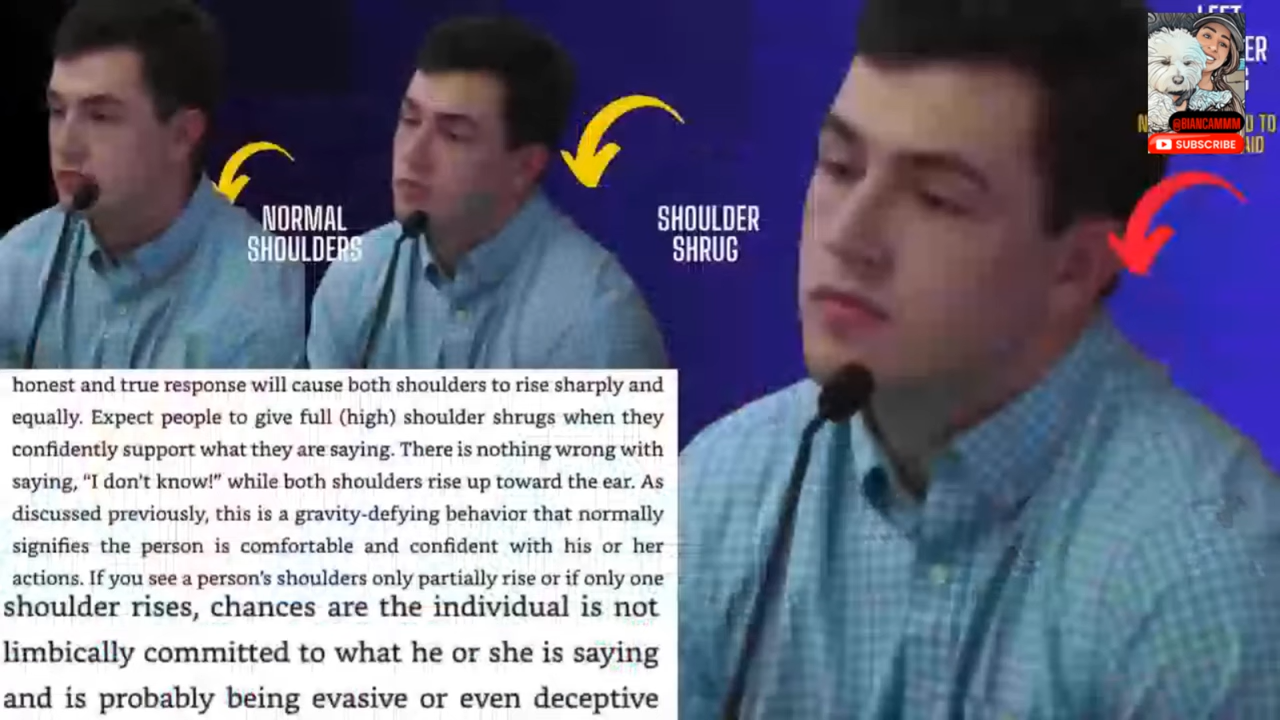 NORMAL
SHOULDERS
SHOULDER
SHRUG
LEFT
ER
@BIANCAMMM
SUBSCRIBE
U TO
AID
honest and true response will cause both shoulders to rise sharply and
equally. Expect people to give full (high) shoulder shrugs when they
confidently support what they are saying. There is nothing wrong with
saying, “I don't know!” while both shoulders rise up toward the ear. As
discussed previously, this is a gravity-defying behavior that normally
signifies the person is comfortable and confident with his or her
actions. If you see a person's shoulders only partially rise or if only one
shoulder rises, chances are the individual is not
limbically committed to what he or she is saying
and is probably being evasive or even deceptive